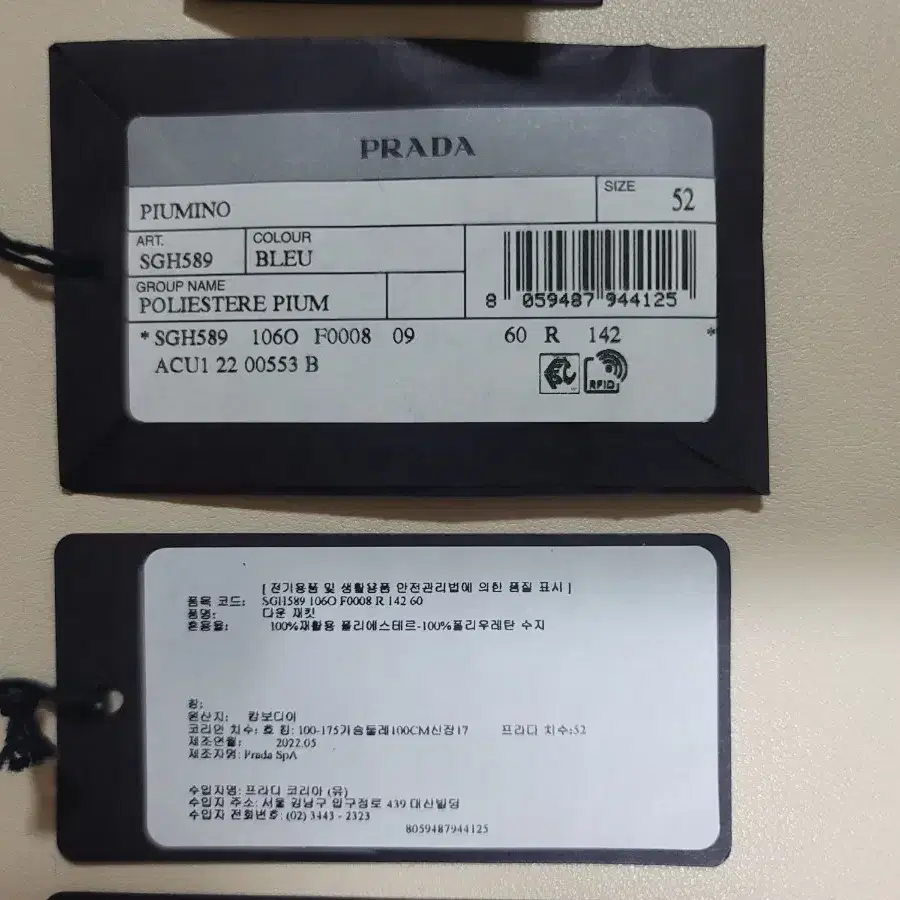 PRADA
PIUMINO
SIZE
52
ART.
SGH589
COLOUR
BLEU
GROUP NAME
POLIESTERE PIUM
8 059487 944125
* SGH589 106O F0008 09 60 R 142 *
ACU1 22 00553 B
RFID
[ 전기용품 및 생활용품 안전관리법에 의한 품질 표시 ]
품목 코드: SGH589 106O F0008 R 142 60
품명: 다운 재킷
혼용율: 100%재활용 폴리에스테르-100%폴리우레탄 수지
원산지: 캄보디아
코리안 치수: 호 칭: 100-175가슴둘레100CM신장17 프라다 치수:52
제조연월: 2022.05
제조자명: Prada SpA
수입자명: 프라다 코리아 (유)
수입자 주소: 서울 강남구 압구정로 439 대산빌딩
수입자 전화번호: (02) 3443 - 2323
8059487944125